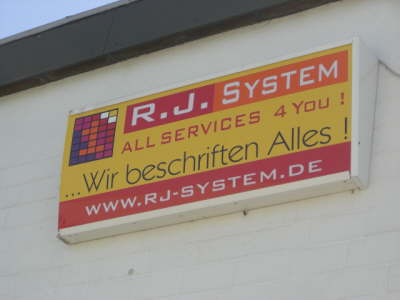 R.J. SYSTEM
ALL SERVICES 4 YOU !
...Wir beschriften Alles !
WWW.RJ-SYSTEM.DE